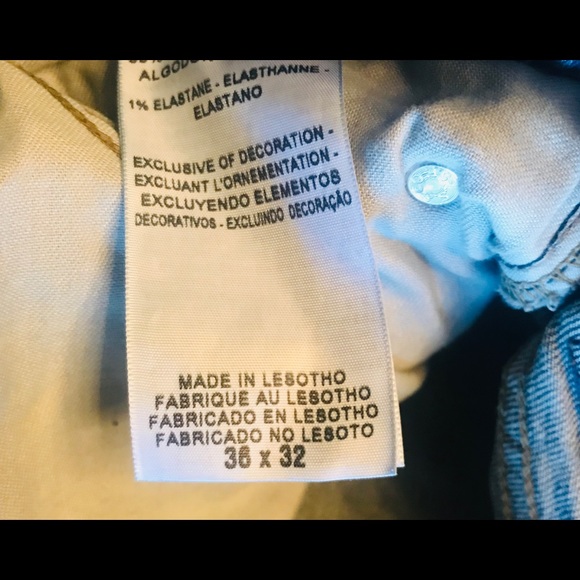 ALGODO
1% ELASTANE - ELASTHANNE -
ELASTANO
EXCLUSIVE OF DECORATION -
EXCLUANT L'ORNEMENTATION -
EXCLUYENDO ELEMENTOS
DECORATIVOS - EXCLUINDO DECORAÇÃO
MADE IN LESOTHO
FABRIQUE AU LESOTHO
FABRICADO EN LESOTHO
FABRICADO NO LESOTO
36 x 32